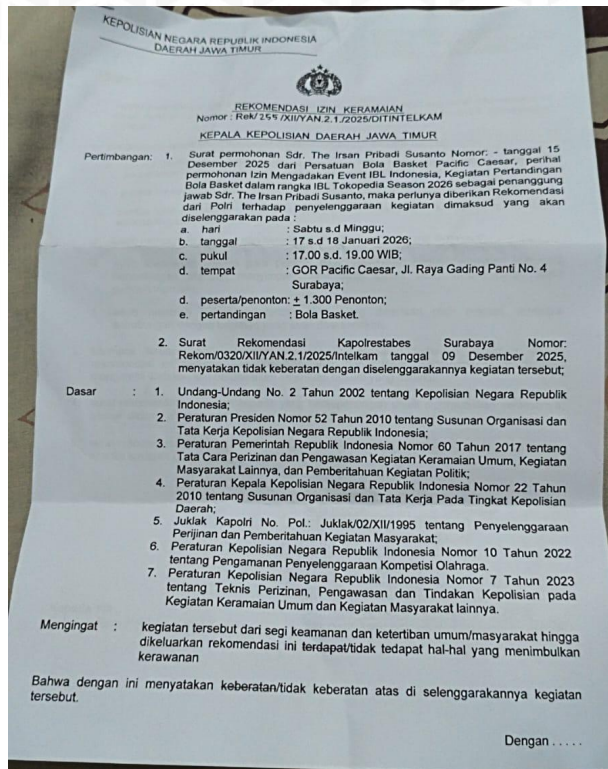 KEPOLISIAN NEGARA REPUBLIK INDONESIA
DAERAH JAWA TIMUR
REKOMENDASI IZIN KERAMAIAN
Nomor : Rek/255/XII/YAN.2.1./2025/DITINTELKAM
KEPALA KEPOLISIAN DAERAH JAWA TIMUR
Pertimbangan: 1. Surat permohonan Sdr. The Irsan Pribadi Susanto Nomor: - tanggal 15
Desember 2025 dari Persatuan Bola Basket Pacific Caesar, perihal
permohonan Izin Mengadakan Event IBL Indonesia, Kegiatan Pertandingan
Bola Basket dalam rangka IBL Tokopedia Season 2026 sebagai penanggung
jawab Sdr. The Irsan Pribadi Susanto, maka perlunya diberikan Rekomendasi
dari Polri terhadap penyelenggaraan kegiatan dimaksud yang akan
diselenggarakan pada :
a. hari : Sabtu s.d Minggu;
b. tanggal : 17 s.d 18 Januari 2026;
c. pukul : 17.00 s.d. 19.00 WIB;
d. tempat : GOR Pacific Caesar, Jl. Raya Gading Panti No. 4
Surabaya;
d. peserta/penonton: ± 1.300 Penonton;
e. pertandingan : Bola Basket.
2. Surat Rekomendasi Kapolrestabes Surabaya Nomor:
Rekom/0320/XII/YAN.2.1/2025/Intelkam tanggal 09 Desember 2025,
menyatakan tidak keberatan dengan diselenggarakannya kegiatan tersebut;
Dasar : 1. Undang-Undang No. 2 Tahun 2002 tentang Kepolisian Negara Republik
Indonesia;
2. Peraturan Presiden Nomor 52 Tahun 2010 tentang Susunan Organisasi dan
Tata Kerja Kepolisian Negara Republik Indonesia;
3. Peraturan Pemerintah Republik Indonesia Nomor 60 Tahun 2017 tentang
Tata Cara Perizinan dan Pengawasan Kegiatan Keramaian Umum, Kegiatan
Masyarakat Lainnya, dan Pemberitahuan Kegiatan Politik;
4. Peraturan Kepala Kepolisian Negara Republik Indonesia Nomor 22 Tahun
2010 tentang Susunan Organisasi dan Tata Kerja Pada Tingkat Kepolisian
Daerah;
5. Juklak Kapolri No. Pol.: Juklak/02/XII/1995 tentang Penyelenggaraan
Perijinan dan Pemberitahuan Kegiatan Masyarakat;
6. Peraturan Kepolisian Negara Republik Indonesia Nomor 10 Tahun 2022
tentang Pengamanan Penyelenggaraan Kompetisi Olahraga.
7. Peraturan Kepolisian Negara Republik Indonesia Nomor 7 Tahun 2023
tentang Teknis Perizinan, Pengawasan dan Tindakan Kepolisian pada
Kegiatan Keramaian Umum dan Kegiatan Masyarakat lainnya.
Mengingat : kegiatan tersebut dari segi keamanan dan ketertiban umum/masyarakat hingga
dikeluarkan rekomendasi ini terdapat/tidak tedapat hal-hal yang menimbulkan
kerawanan
Bahwa dengan ini menyatakan keberatan/tidak keberatan atas di selenggarakannya kegiatan
tersebut.
Dengan . . . . .